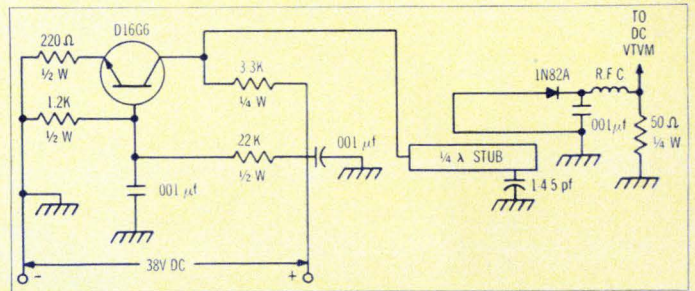 D16G6
220 Ω
½ W
1.2K
½ W
3.3K
¼ W
22 K
½ W
001 µf
001 µf
38V DC
-
+
¼ λ STUB
1 4.5 pf
1N82A
R.F.C.
001 µf
50 Ω
¼ W
TO
DC
VTVM